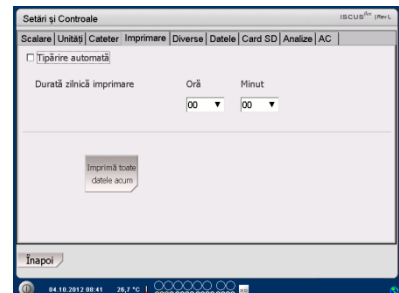 Setări și Controale
ISCUS
Scalare Unități Cateter Imprimare Diverse Datele Card SD Analize AC
Tipărire automată
Durată zilnică imprimare Oră Minut
00 00
Imprimă toate
datele acum
Înapoi
04.10.2012 08:41 26,7 °C